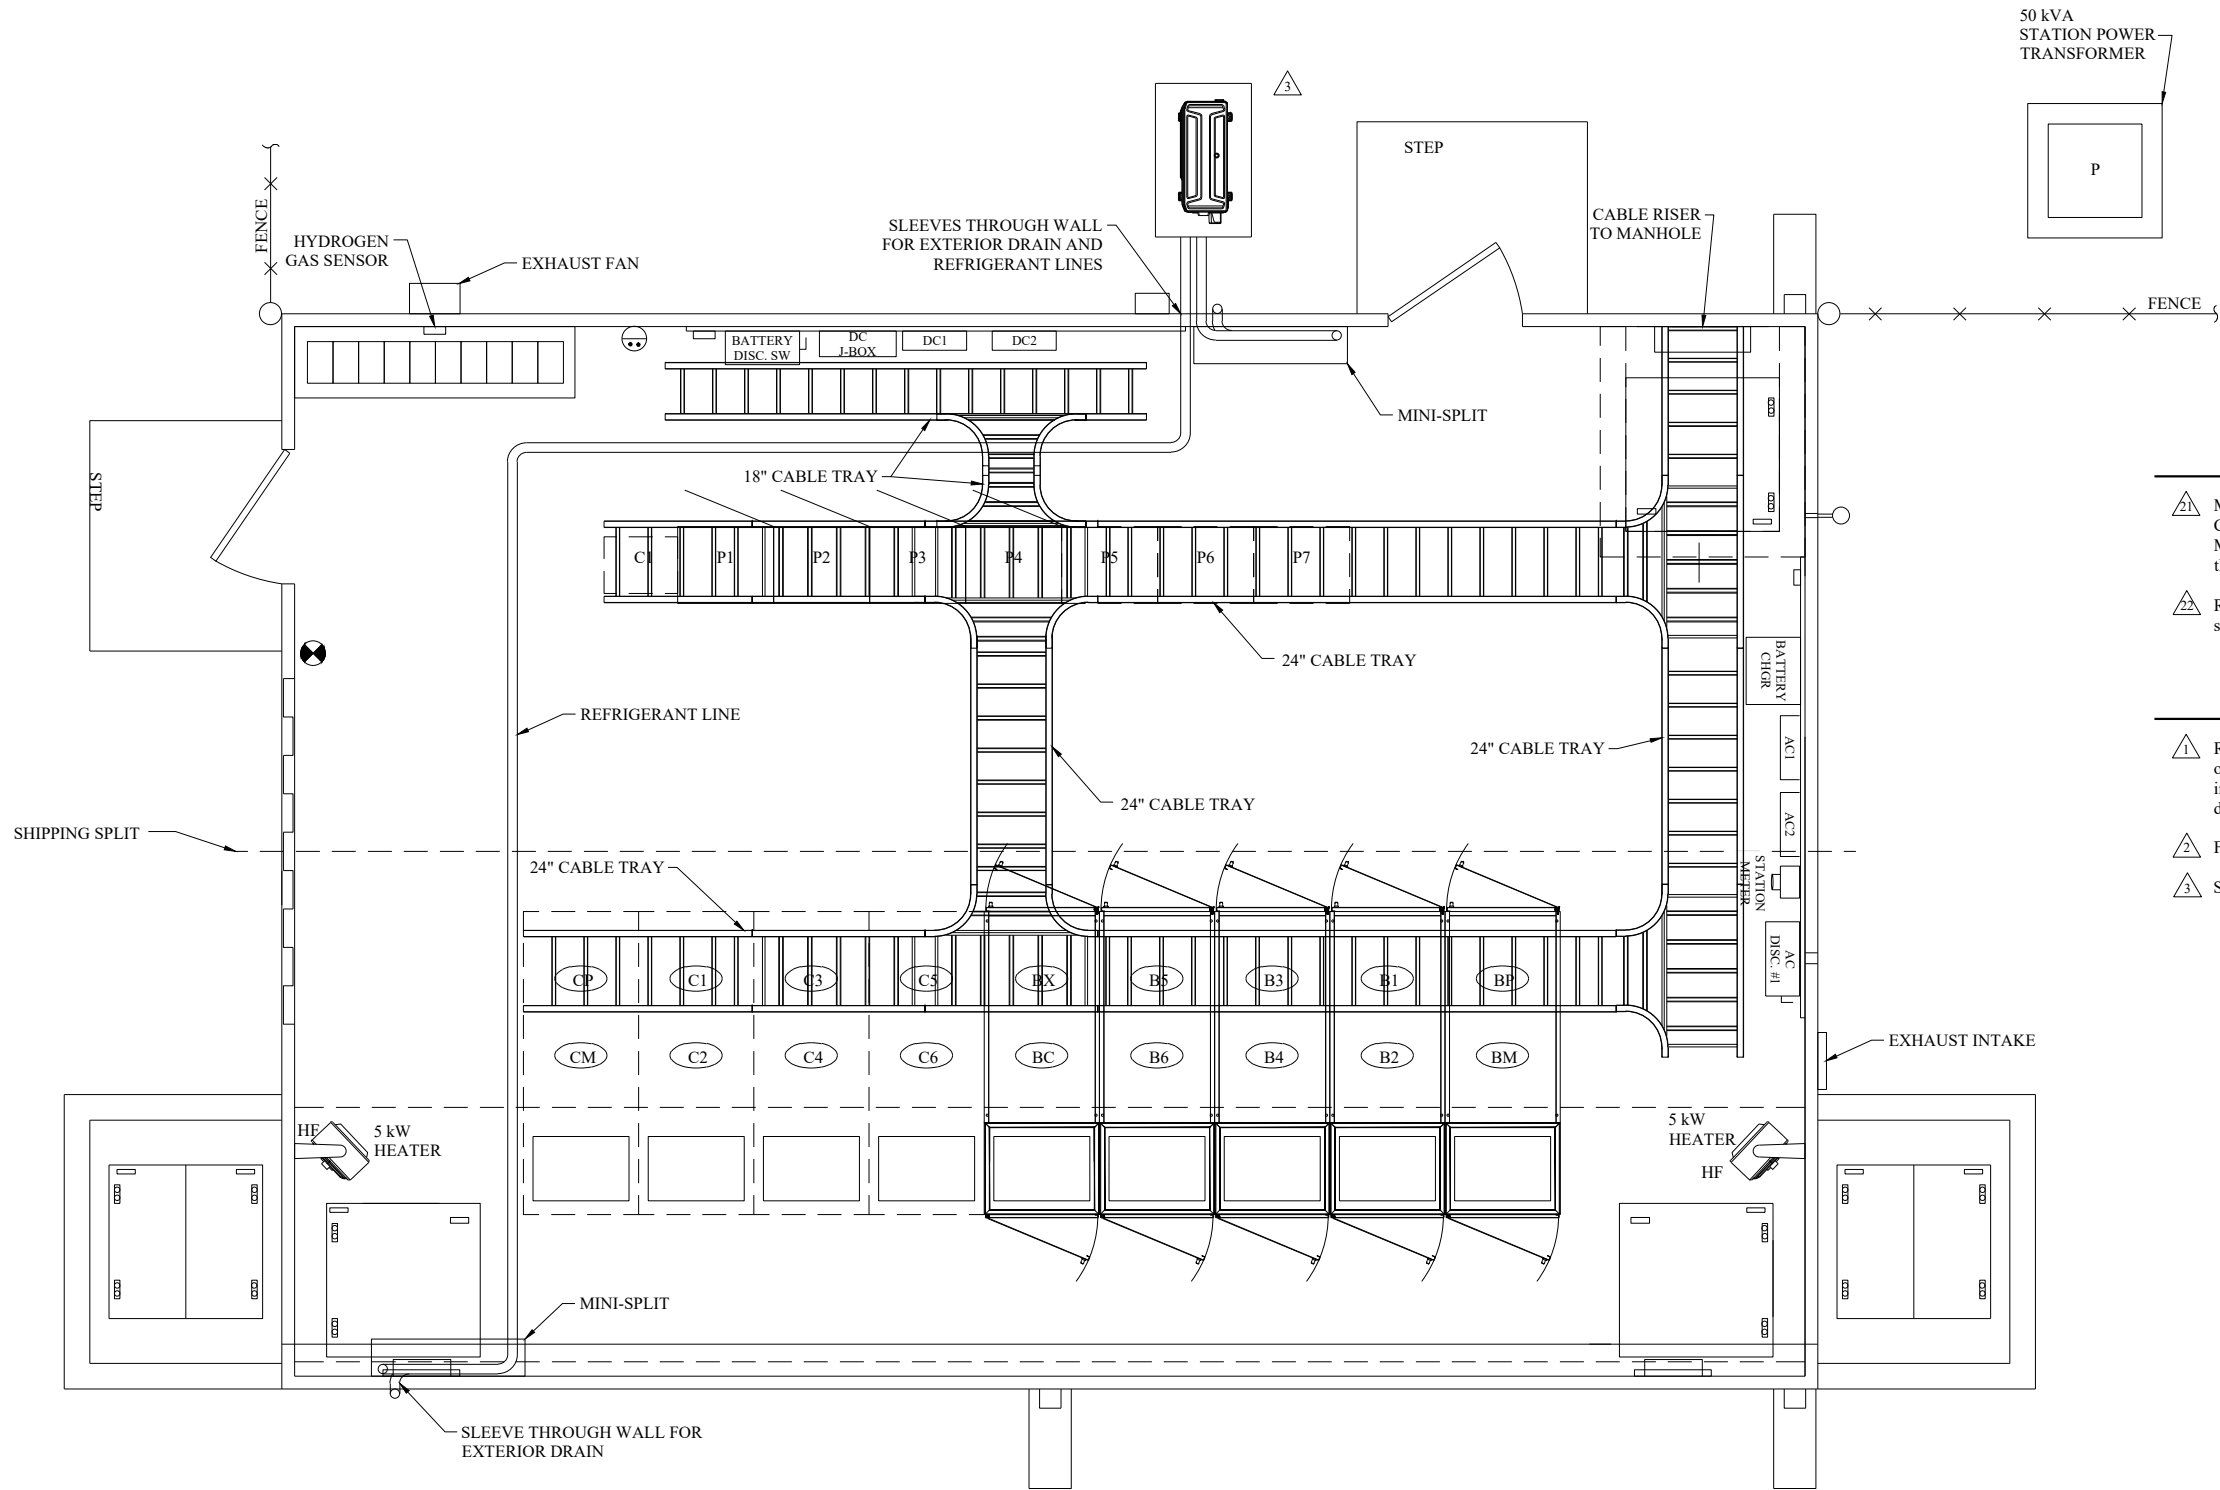 50 kVA
STATION POWER
TRANSFORMER
P
3
STEP
FENCE
HYDROGEN
GAS SENSOR
EXHAUST FAN
SLEEVES THROUGH WALL
FOR EXTERIOR DRAIN AND
REFRIGERANT LINES
CABLE RISER
TO MANHOLE
FENCE
BATTERY
DISC. SW
DC
J-BOX
DC1
DC2
MINI-SPLIT
18" CABLE TRAY
STEP
C1
P1
P2
P3
P4
P5
P6
P7
24" CABLE TRAY
BATTERY
CHGR
REFRIGERANT LINE
24" CABLE TRAY
AC1
24" CABLE TRAY
AC2
SHIPPING SPLIT
24" CABLE TRAY
STATION
METER
AC
DISC. #1
CP
C1
C3
C5
BX
B5
B3
B1
BP
CM
C2
C4
C6
BC
B6
B4
B2
BM
EXHAUST INTAKE
HF
5 kW
HEATER
5 kW
HEATER
HF
MINI-SPLIT
SLEEVE THROUGH WALL FOR
EXTERIOR DRAIN
21
22
1
2
3